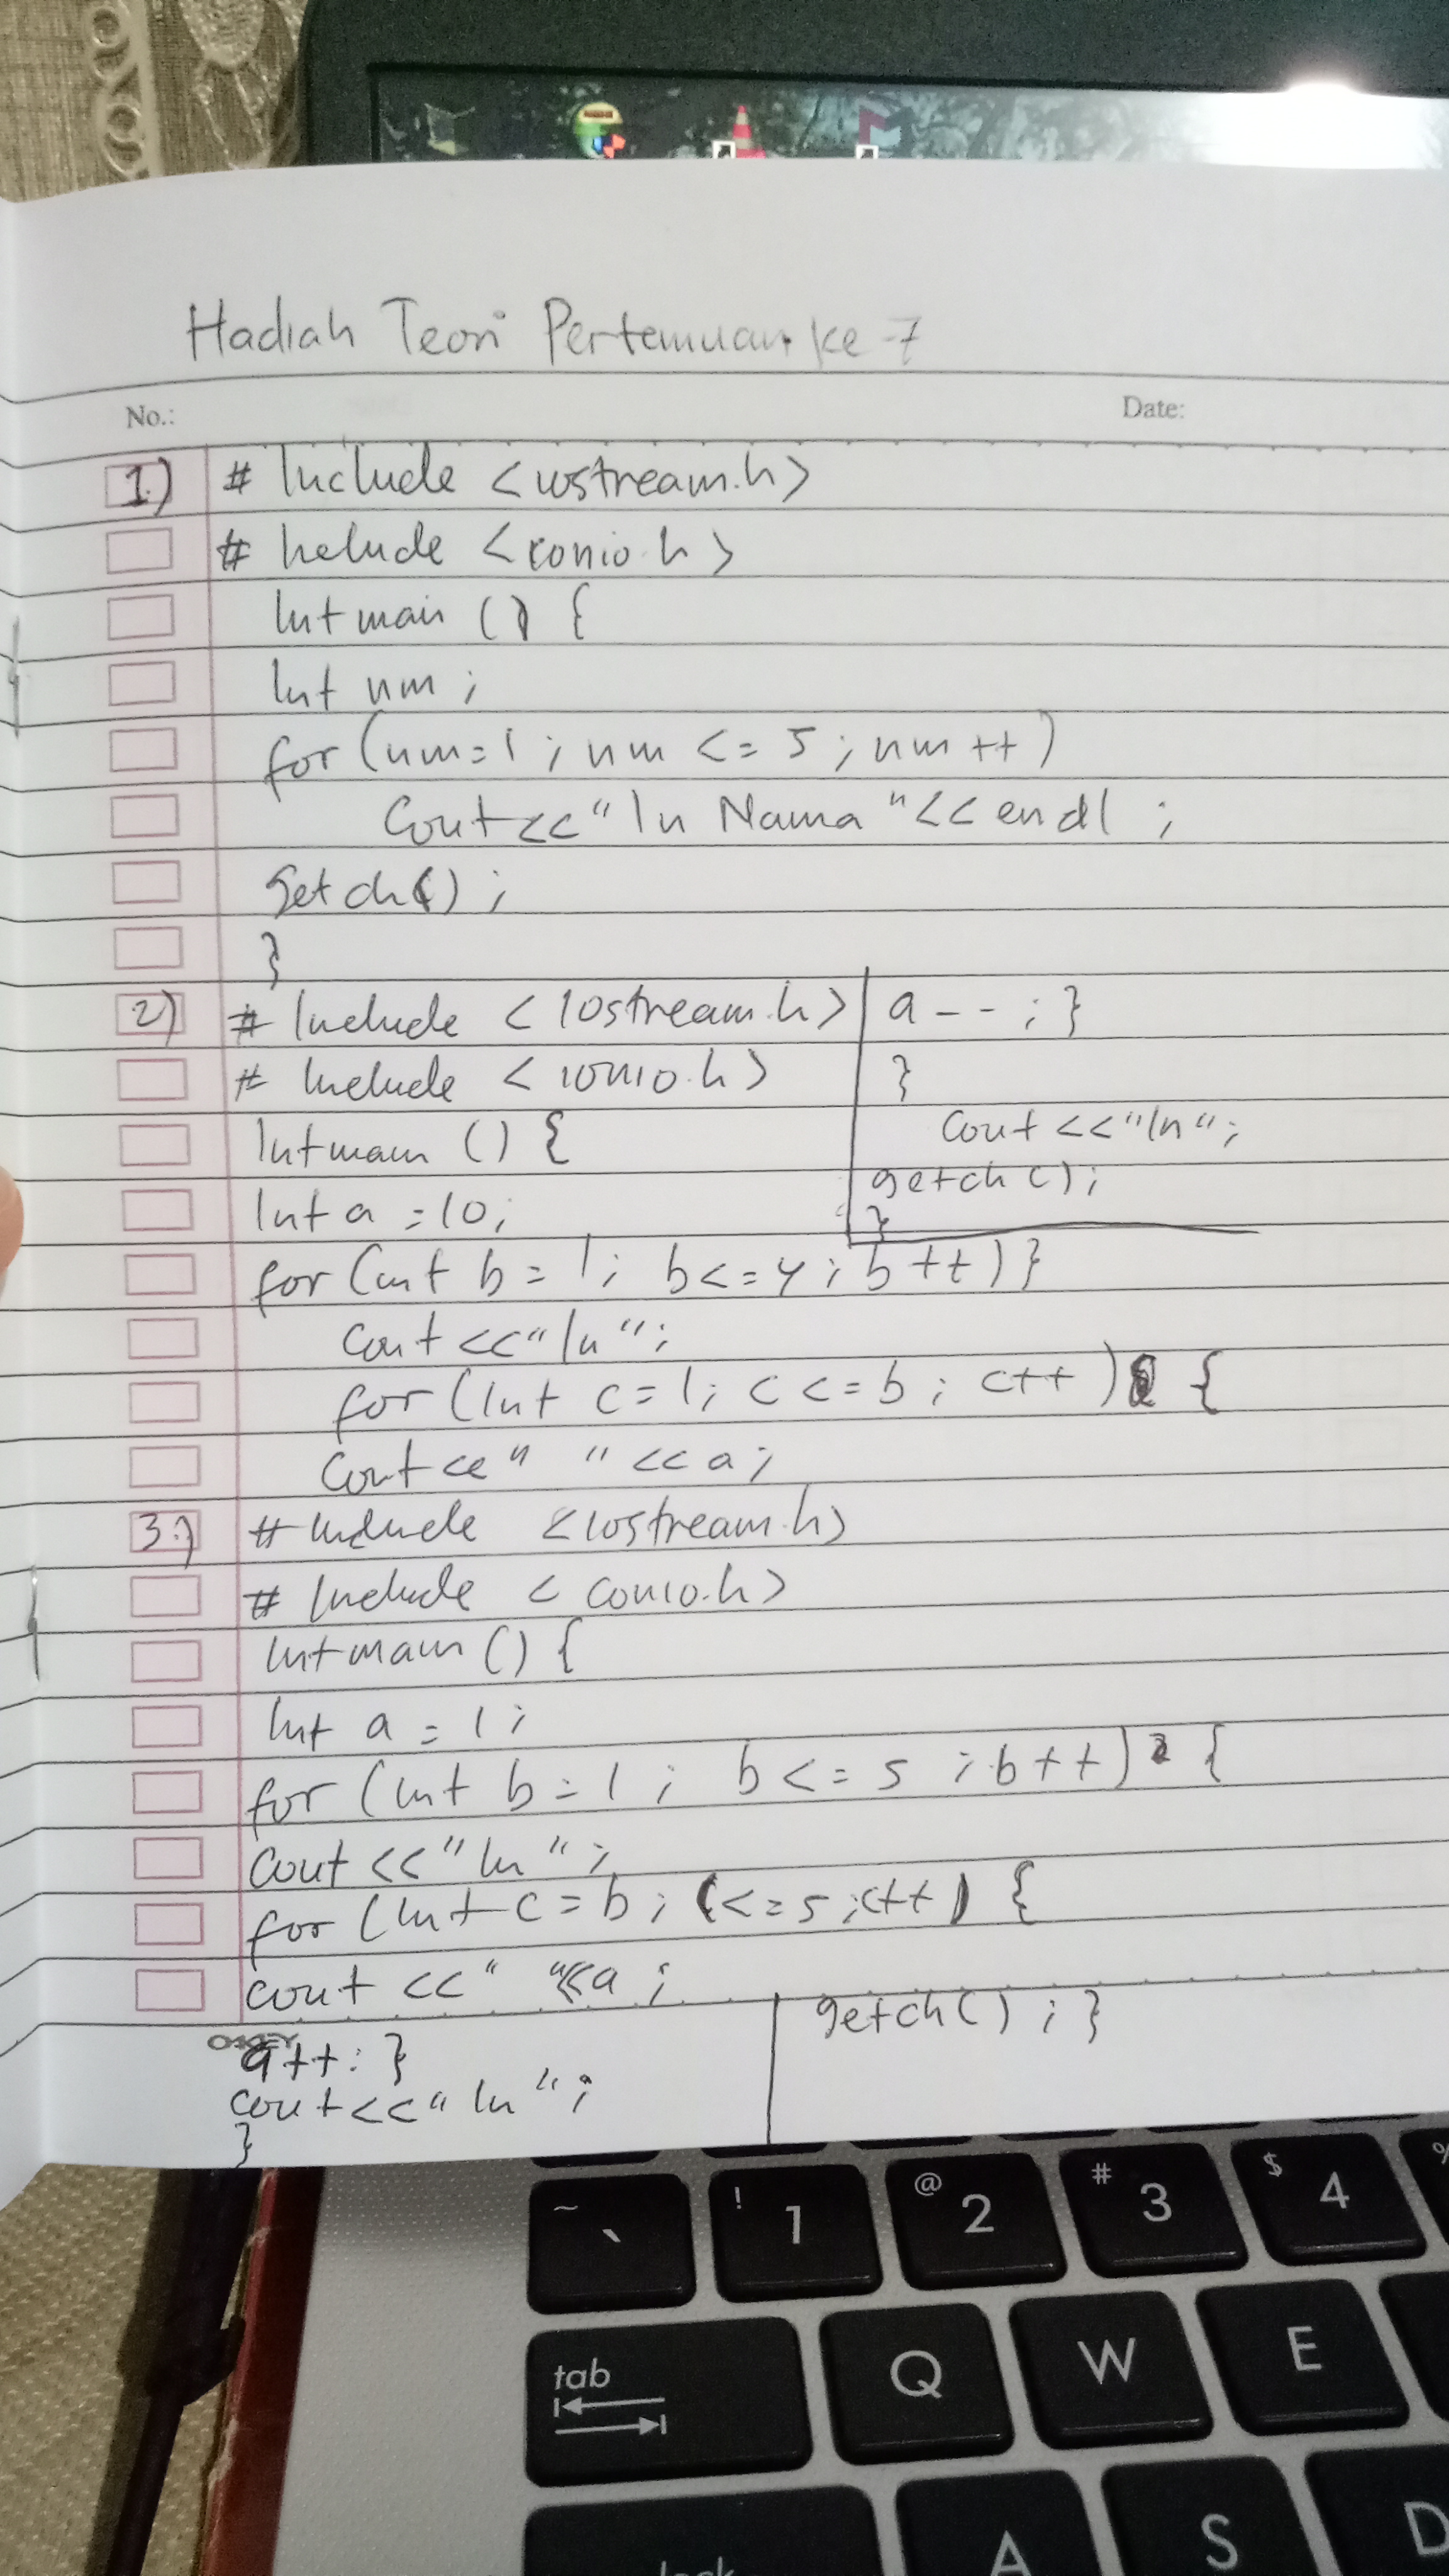 Hadiah Teori Pertemuan ke-7
No.:
Date:
1) # Include <iostream.h>
# Include <conio.h>
Int main () {
Int nm ;
for (nm=1 ; nm <= 5 ; nm ++)
Cout << "\n Nama " << endl ;
getch() ;
}
2) # Include <iostream.h>
# Include <conio.h>
Int main () {
Int a = 10;
for (int b = 1; b <= 4 ; b ++) }
Cout << "\n ";
for (Int c = 1; c <= b ; c++ ) {
Cout << " " << a ;
a -- ; }
}
Cout << "\n" ;
getch () ;
}
3.) # Include <iostream.h>
# Include < conio.h>
Int main () {
Int a = 1 ;
for (Int b = 1 ; b <= 5 ; b ++) {
cout << "\n " ;
for (Int c = b ; c <= 5 ; c++ ) {
cout << " " << a ;
a ++ ; }
cout << "\n " ;
}
getch () ; }
~
`
!
1
@
2
#
3
$
4
%
tab
Q
W
E
A
S
D
lock